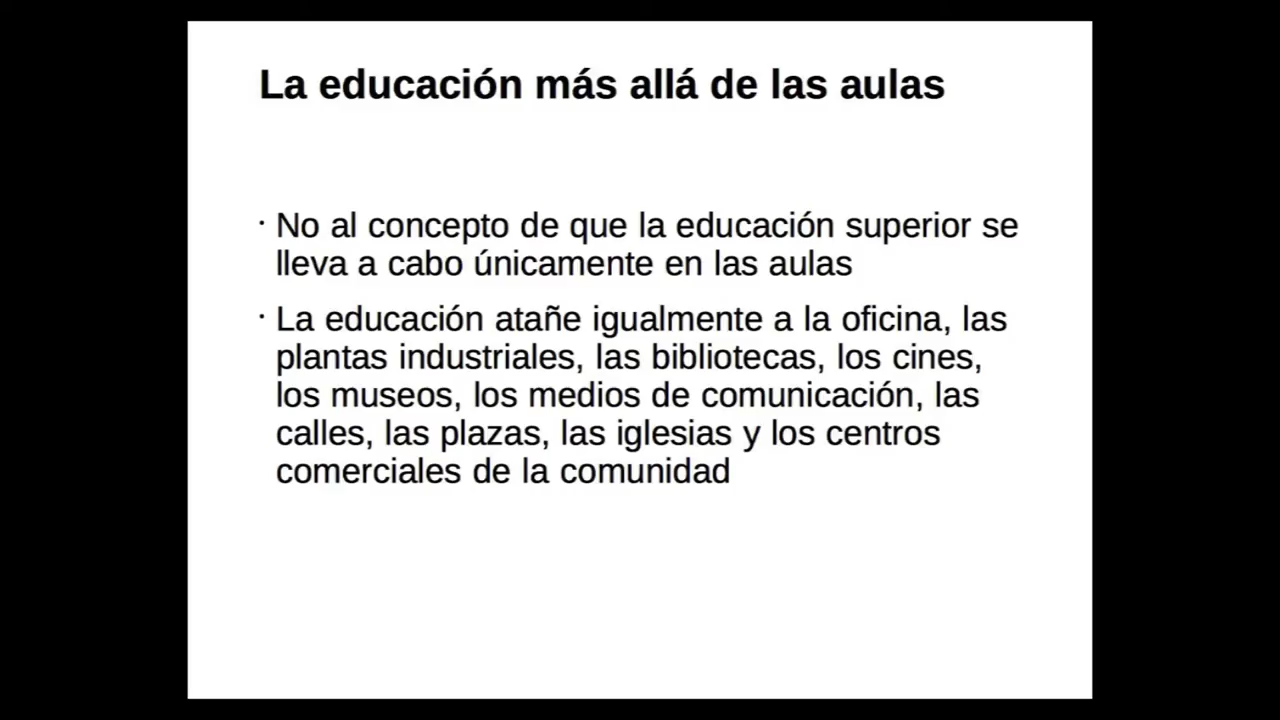 La educación más allá de las aulas
· No al concepto de que la educación superior se
lleva a cabo únicamente en las aulas
· La educación atañe igualmente a la oficina, las
plantas industriales, las bibliotecas, los cines,
los museos, los medios de comunicación, las
calles, las plazas, las iglesias y los centros
comerciales de la comunidad